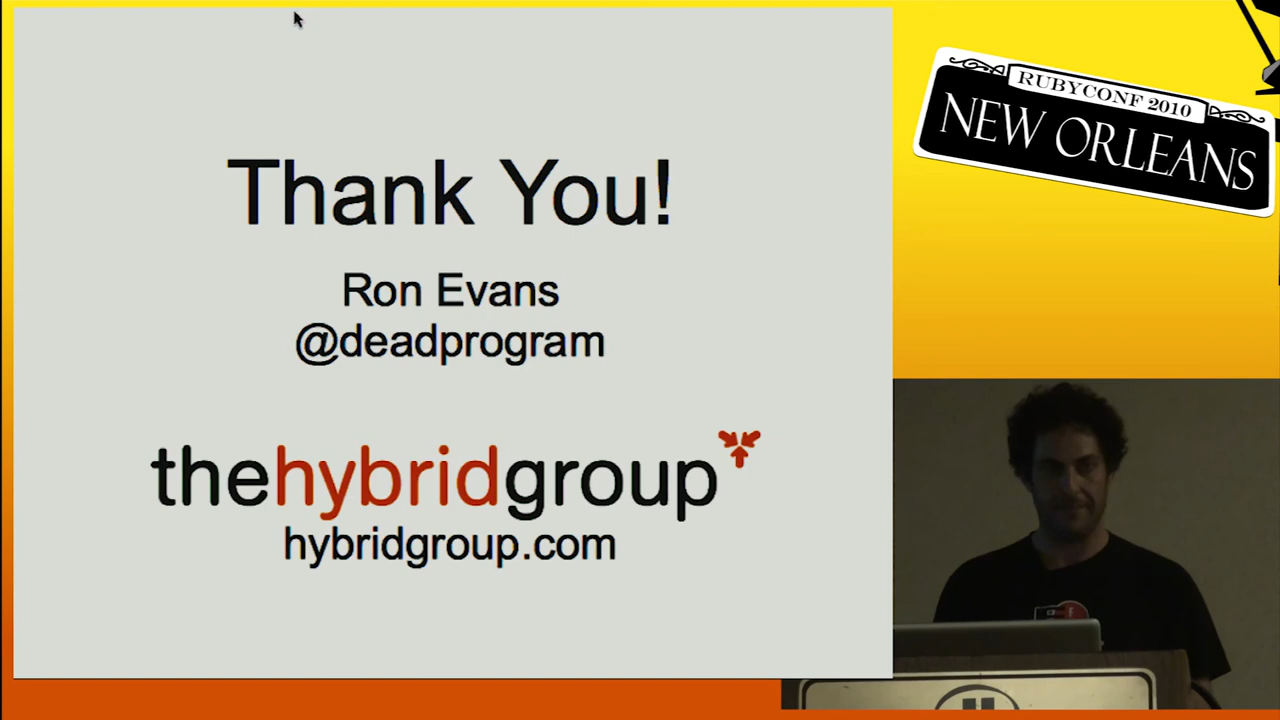 Thank You!
Ron Evans
@deadprogram
thehybridgroup
hybridgroup.com
RUBYCONF 2010
NEW ORLEANS